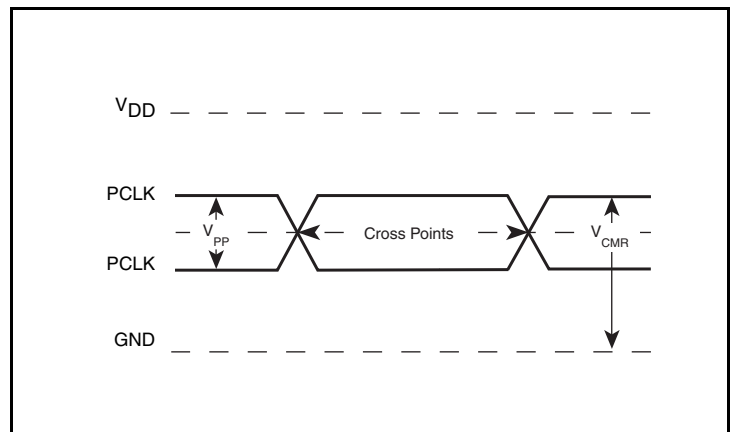 VDD
PCLK
VPP
Cross Points
VCMR
PCLK
GND